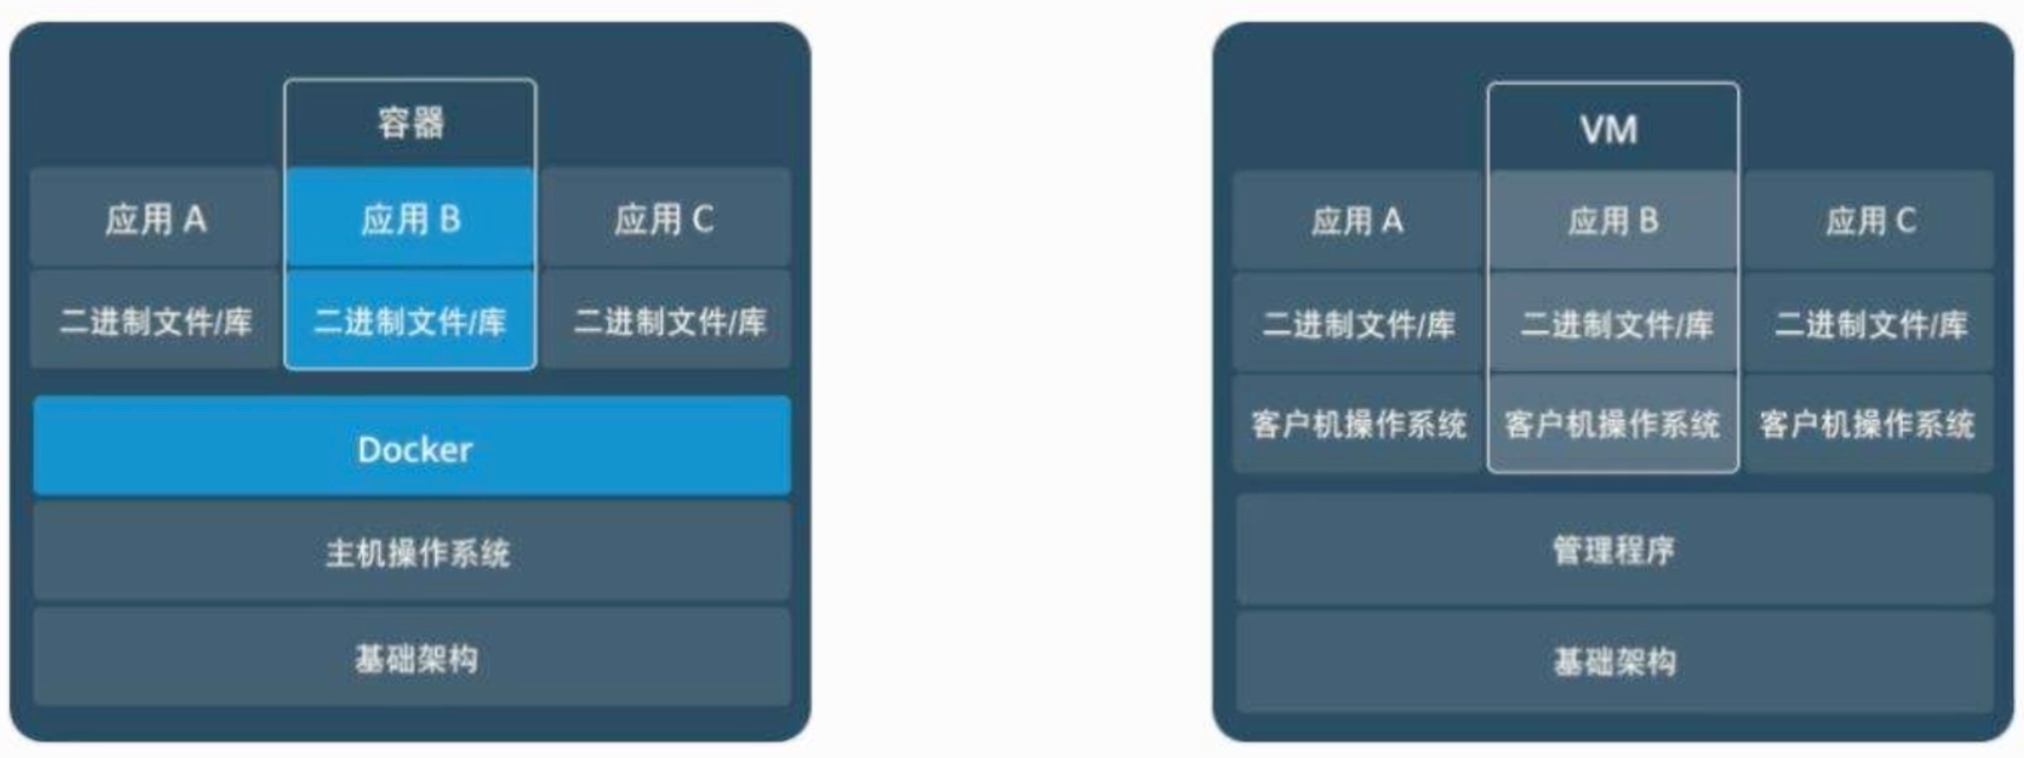 容器
应用 A
应用 B
应用 C
二进制文件/库
二进制文件/库
二进制文件/库
Docker
主机操作系统
基础架构
VM
应用 A
应用 B
应用 C
二进制文件/库
二进制文件/库
二进制文件/库
客户机操作系统
客户机操作系统
客户机操作系统
管理程序
基础架构